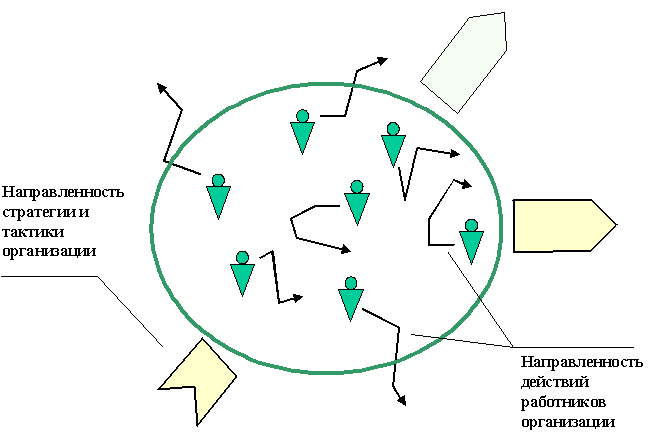 Направленность
стратегии и
тактики
организации
Направленность
действий
работников
организации